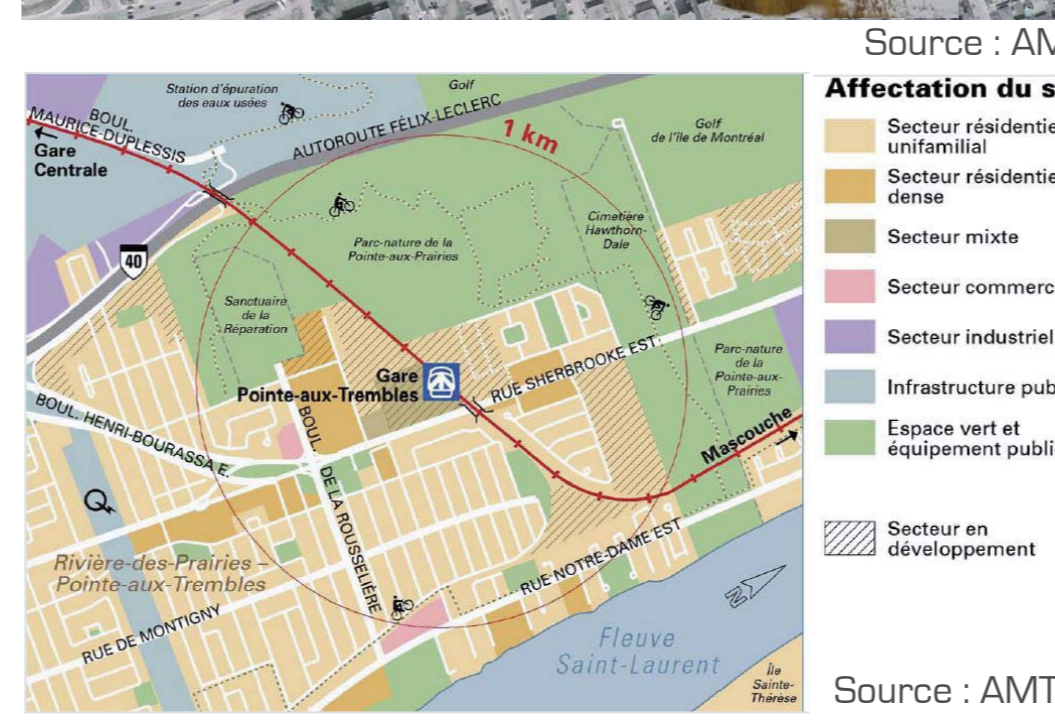 Source : AM
Station d'épuration
des eaux usées
Golf
BOUL.
MAURICE-DUPLESSIS
Gare
Centrale
AUTOROUTE FÉLIX-LECLERC
1 km
Golf
de l'île de Montréal
40
Parc-nature de la
Pointe-aux-Prairies
Cimetière
Hawthorn-
Dale
Sanctuaire
de la
Réparation
Gare
Pointe-aux-Trembles
RUE SHERBROOKE EST
Parc-nature
de la
Pointe-aux-
Prairies
BOUL. HENRI-BOURASSA E.
BOUL.
DE LA ROUSSELIÈRE
Mascouche
Q
Rivière-des-Prairies –
Pointe-aux-Trembles
RUE DE MONTIGNY
RUE NOTRE-DAME EST
N
Fleuve
Saint-Laurent
Île
Sainte-
Thérèse
Affectation du s
Secteur résidentie
unifamilial
Secteur résidentie
dense
Secteur mixte
Secteur commerc
Secteur industriel
Infrastructure pub
Espace vert et
équipement public
Secteur en
développement
Source : AMT